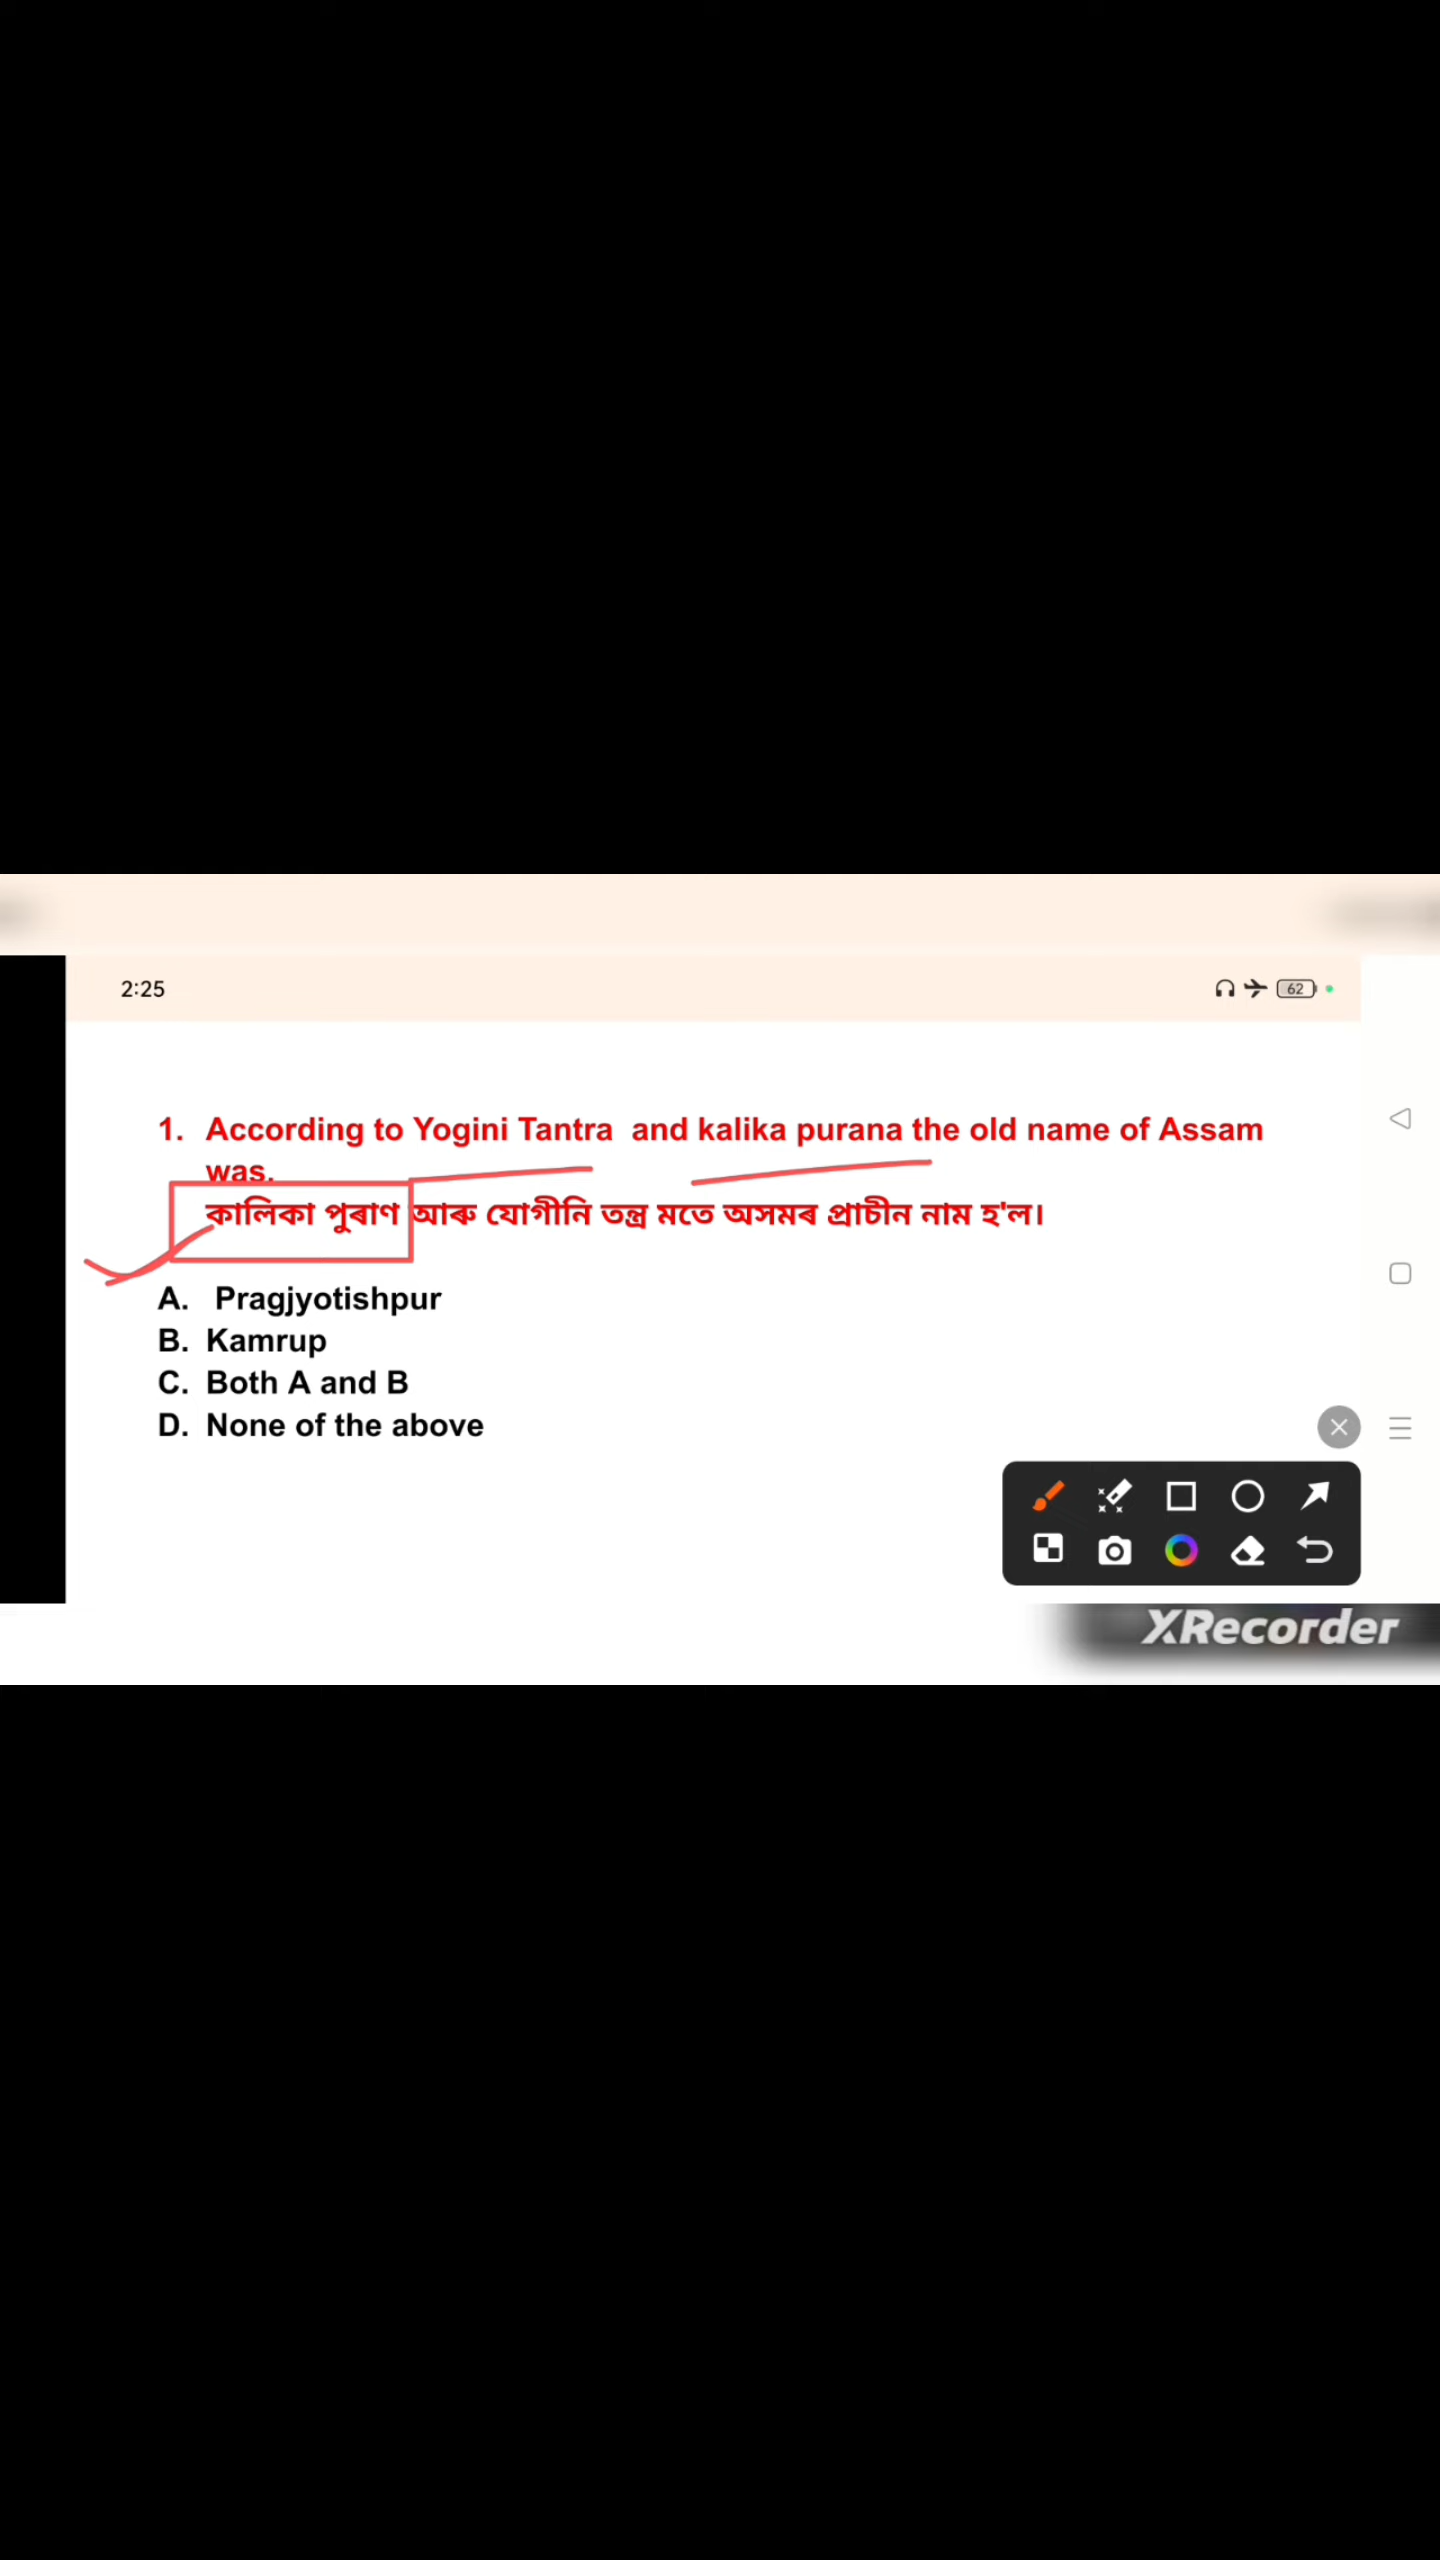 2:25
62
1. According to Yogini Tantra and kalika purana the old name of Assam
was.
কালিকা পুৰাণ আৰু যোগীনি তন্ত্ৰ মতে অসমৰ প্ৰাচীন নাম হ'ল।
A. Pragjyotishpur
B. Kamrup
C. Both A and B
D. None of the above
XRecorder